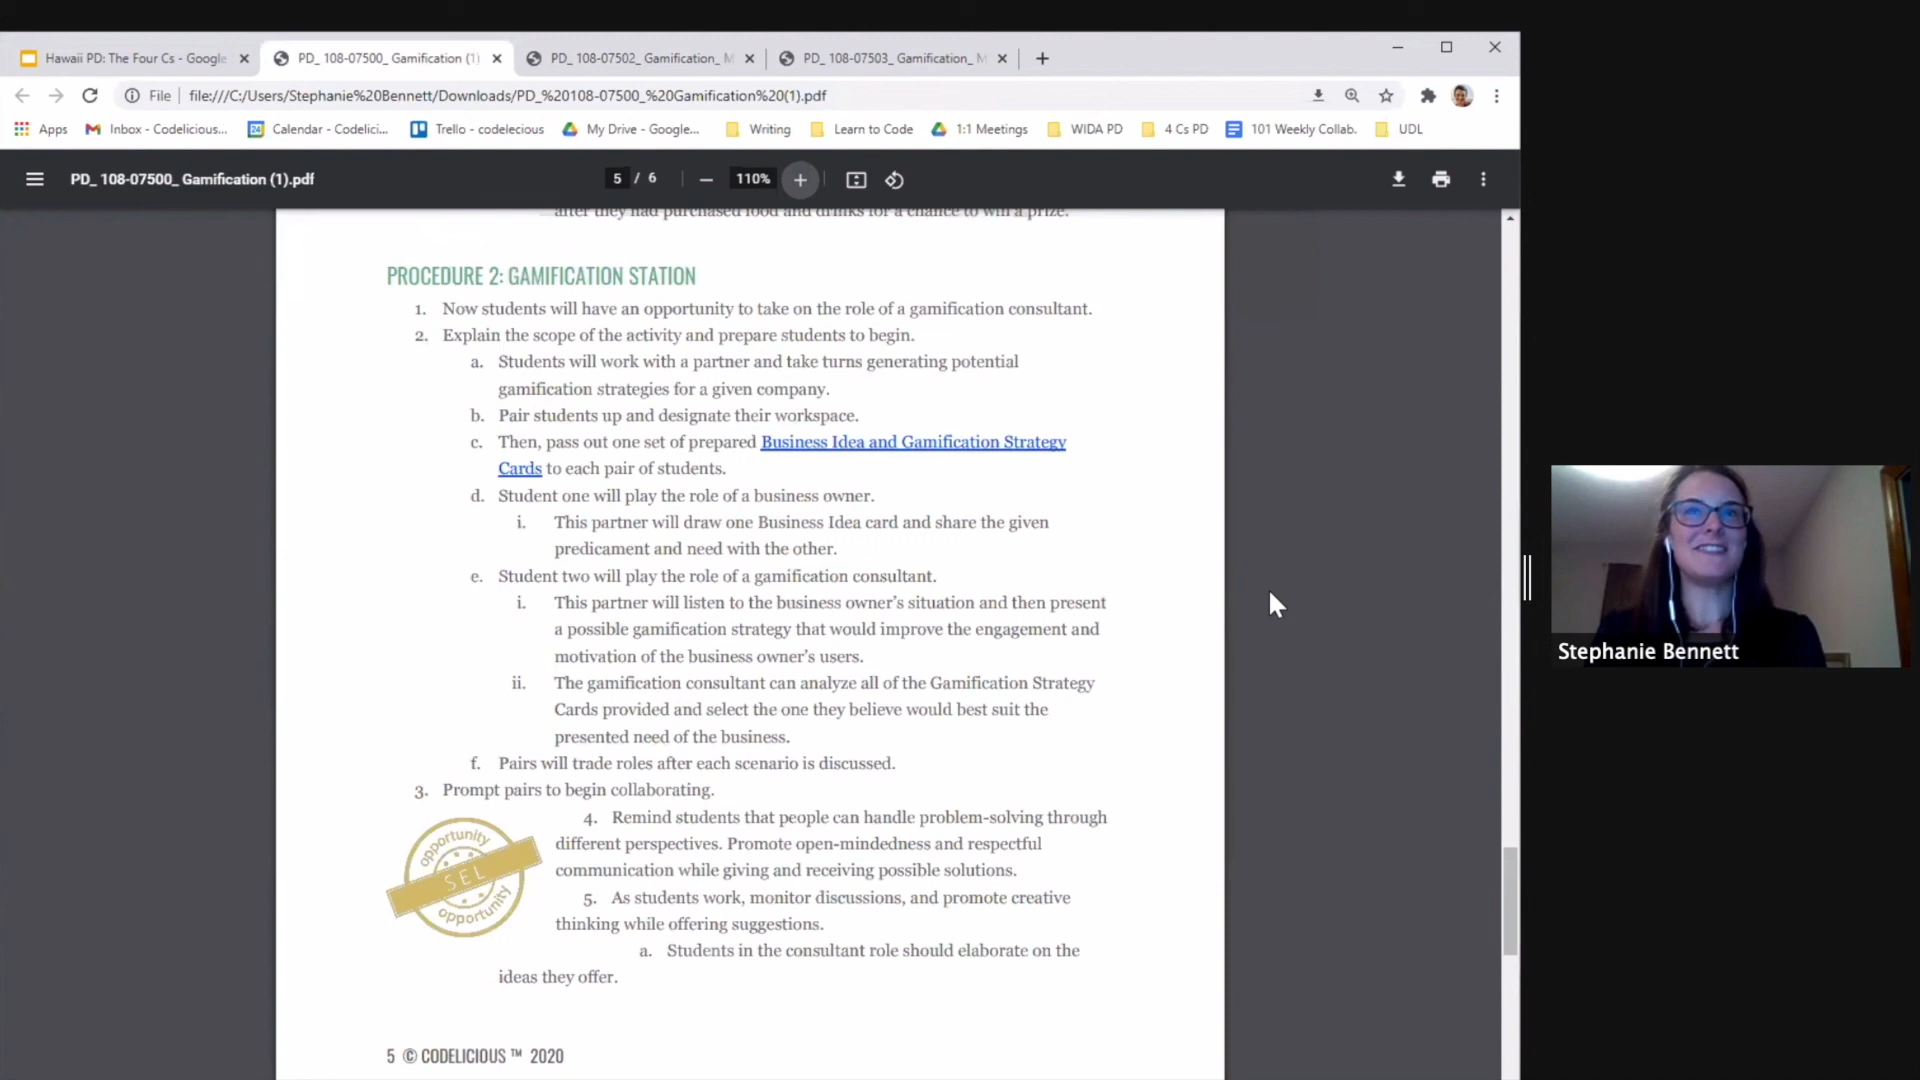 Hawaii PD: The Four Cs - Google
PD_ 108-07500_ Gamification (1)
PD_ 108-07502_ Gamification_ M
PD_ 108-07503_ Gamification_ M
File
file:///C:/Users/Stephanie%20Bennett/Downloads/PD_%20108-07500_%20Gamification%20(1).pdf
Apps
Inbox - Codelicious...
24
Calendar - Codelici...
Trello - codelecious
My Drive - Google...
Writing
Learn to Code
1:1 Meetings
WIDA PD
4 Cs PD
101 Weekly Collab.
UDL
PD_ 108-07500_ Gamification (1).pdf
5 / 6
110%
after they had purchased food and drinks for a chance to win a prize.
PROCEDURE 2: GAMIFICATION STATION
1. Now students will have an opportunity to take on the role of a gamification consultant.
2. Explain the scope of the activity and prepare students to begin.
a. Students will work with a partner and take turns generating potential
gamification strategies for a given company.
b. Pair students up and designate their workspace.
c. Then, pass out one set of prepared Business Idea and Gamification Strategy
Cards to each pair of students.
d. Student one will play the role of a business owner.
i. This partner will draw one Business Idea card and share the given
predicament and need with the other.
e. Student two will play the role of a gamification consultant.
i. This partner will listen to the business owner's situation and then present
a possible gamification strategy that would improve the engagement and
motivation of the business owner's users.
ii. The gamification consultant can analyze all of the Gamification Strategy
Cards provided and select the one they believe would best suit the
presented need of the business.
f. Pairs will trade roles after each scenario is discussed.
3. Prompt pairs to begin collaborating.
4. Remind students that people can handle problem-solving through
different perspectives. Promote open-mindedness and respectful
communication while giving and receiving possible solutions.
5. As students work, monitor discussions, and promote creative
thinking while offering suggestions.
a. Students in the consultant role should elaborate on the
ideas they offer.
opportunity
SEL
opportunity
5 © CODELICIOUS ™ 2020
Stephanie Bennett